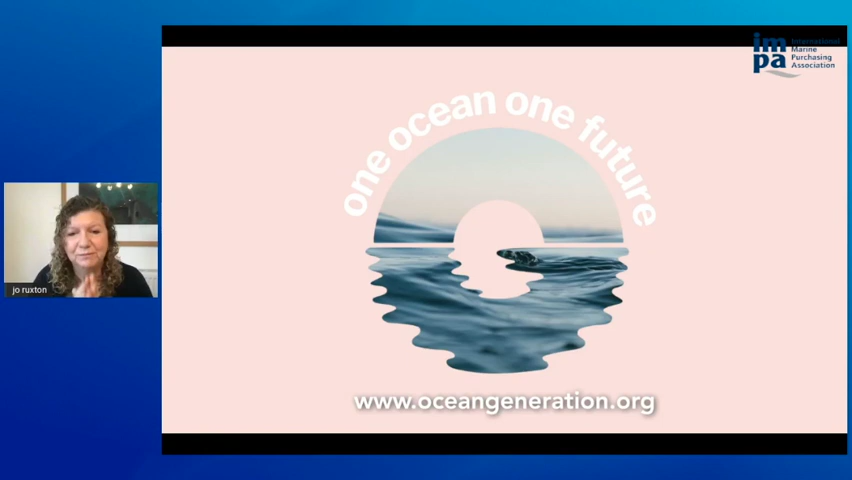 impa International
Marine
Purchasing
Association
one ocean one future
www.oceangeneration.org
jo ruxton